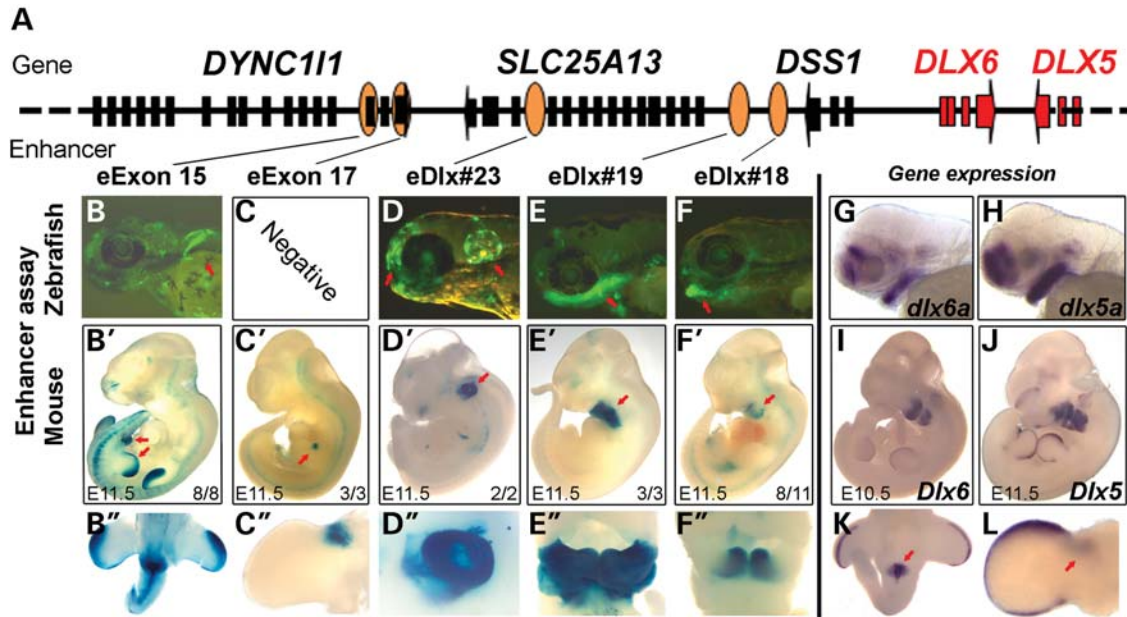 A
Gene
DYNC1I1 SLC25A13 DSS1 DLX6 DLX5
Enhancer
eExon 15 eExon 17 eDlx#23 eDlx#19 eDlx#18 Gene expression
Enhancer assay
Zebrafish
B C D E F G H
Negative
dlx6a dlx5a
Mouse
B′ C′ D′ E′ F′ I J
E11.5 8/8 E11.5 3/3 E11.5 2/2 E11.5 3/3 E11.5 8/11 E10.5 Dlx6 E11.5 Dlx5
B″ C″ D″ E″ F″ K L